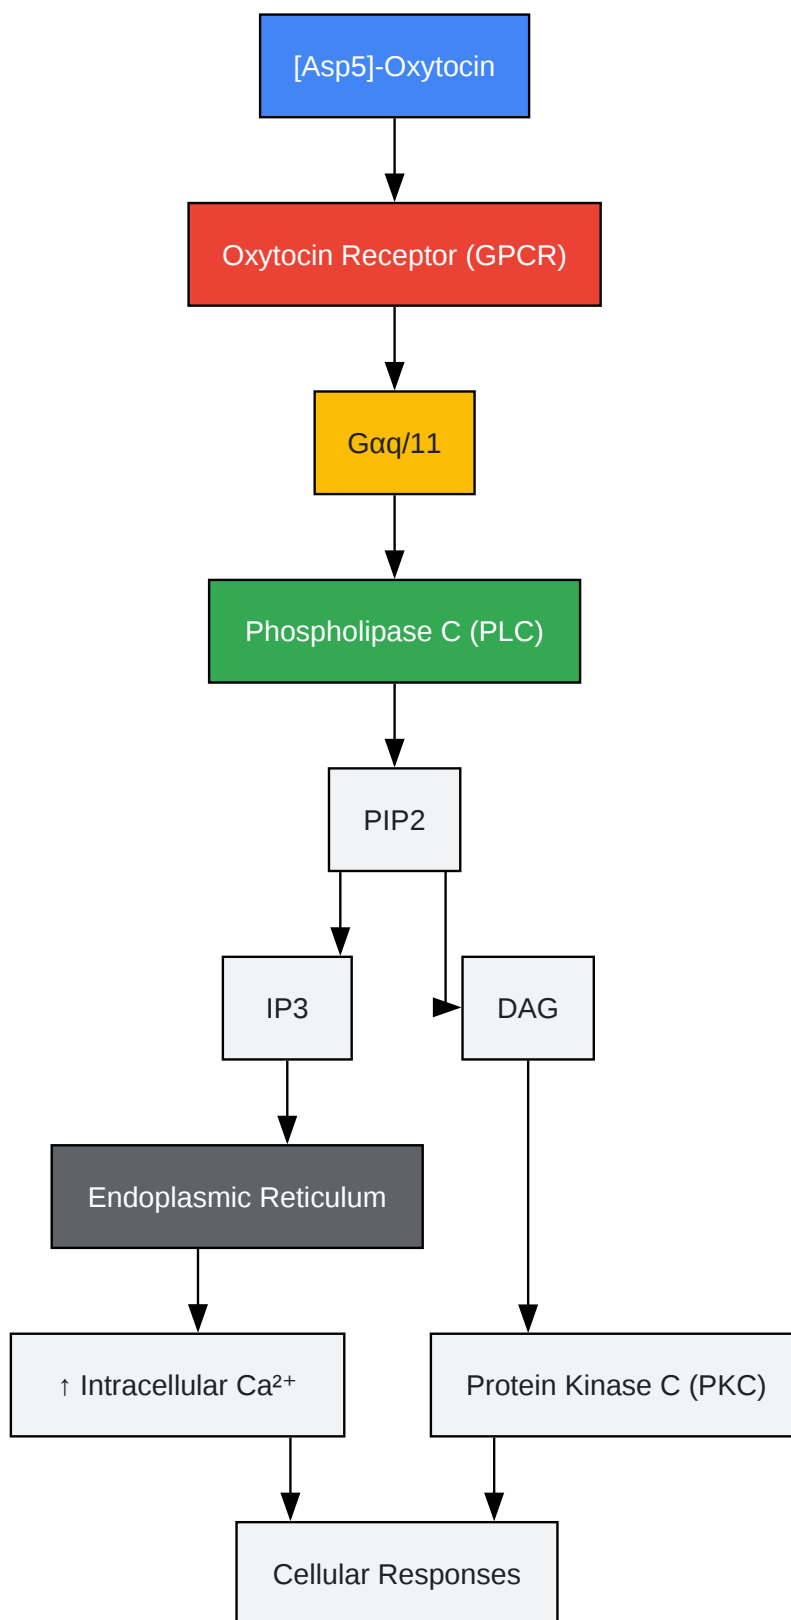 [Asp5]-Oxytocin
Oxytocin Receptor (GPCR)
Gαq/11
Phospholipase C (PLC)
PIP2
IP3
DAG
Endoplasmic Reticulum
↑ Intracellular Ca²⁺
Protein Kinase C (PKC)
Cellular Responses